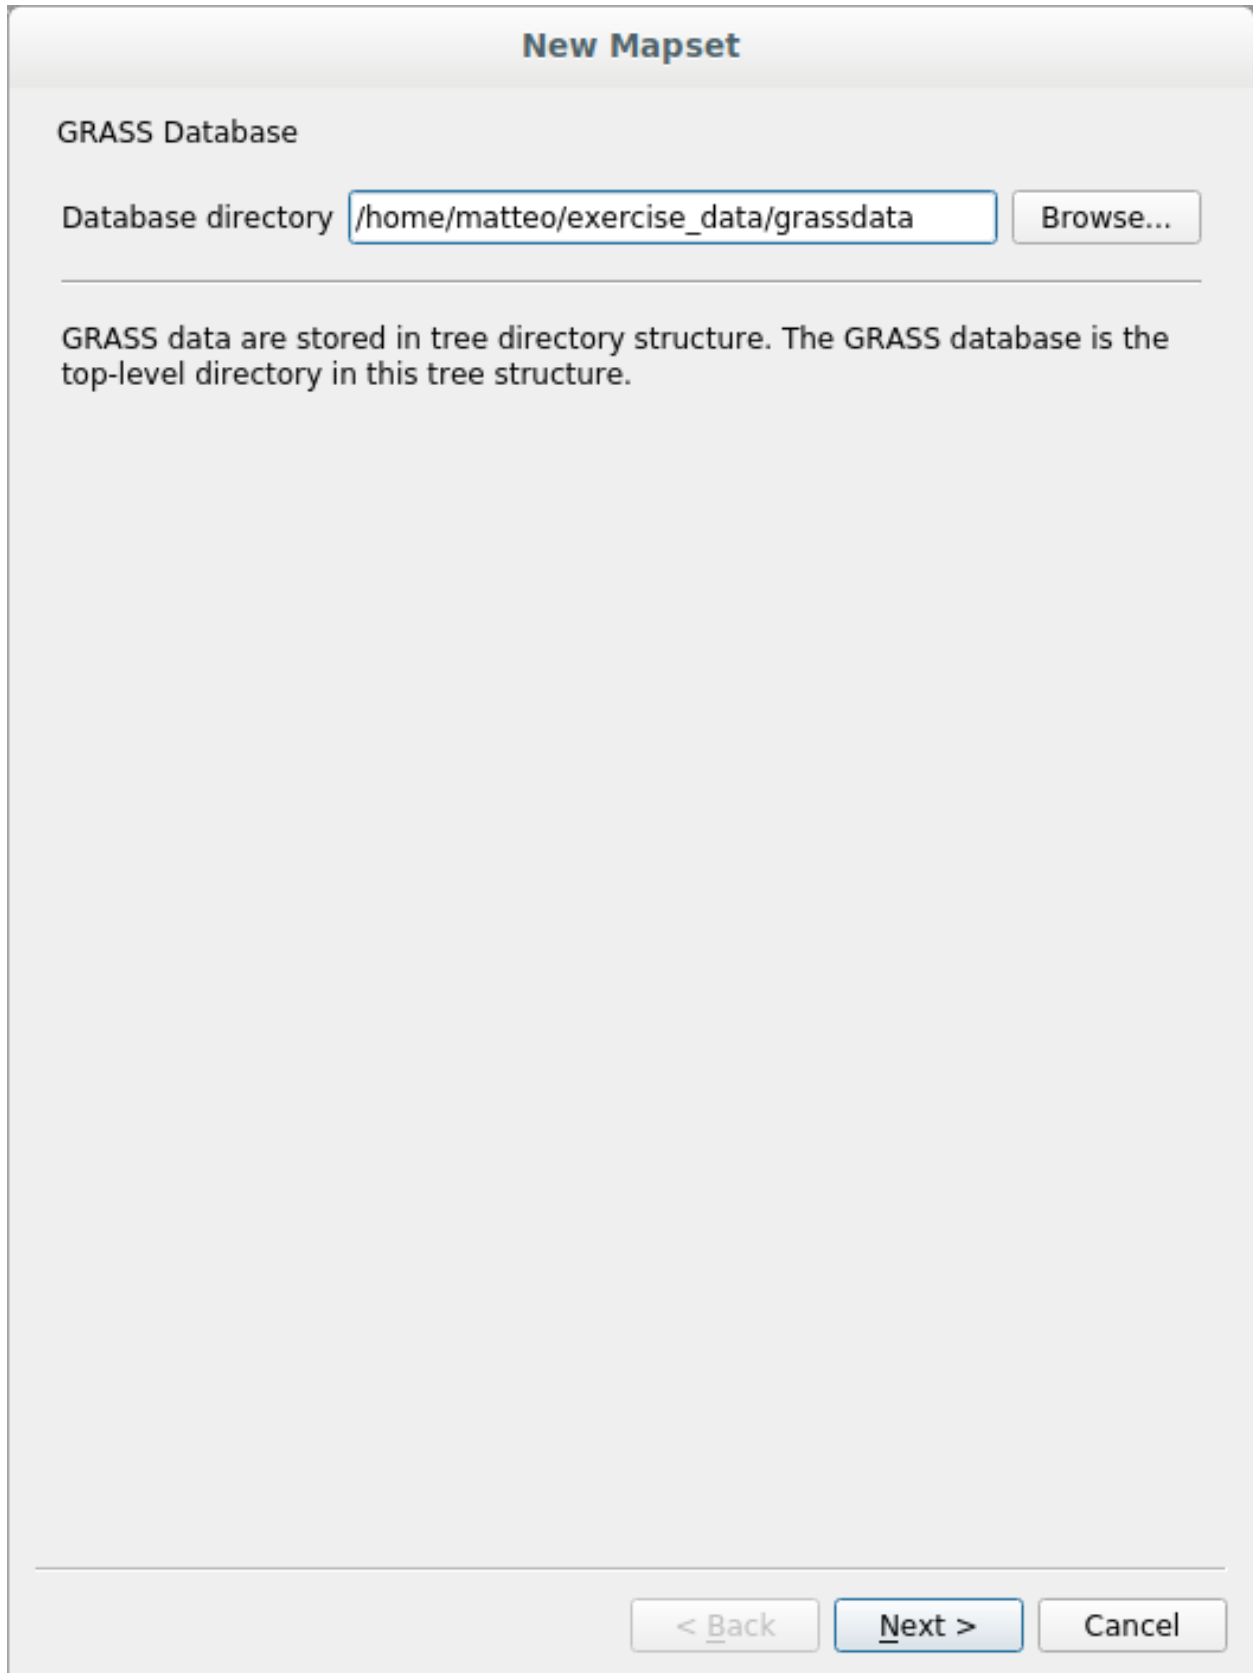 New Mapset
GRASS Database
Database directory /home/matteo/exercise_data/grassdata Browse...
GRASS data are stored in tree directory structure. The GRASS database is the
top-level directory in this tree structure.
< Back Next > Cancel